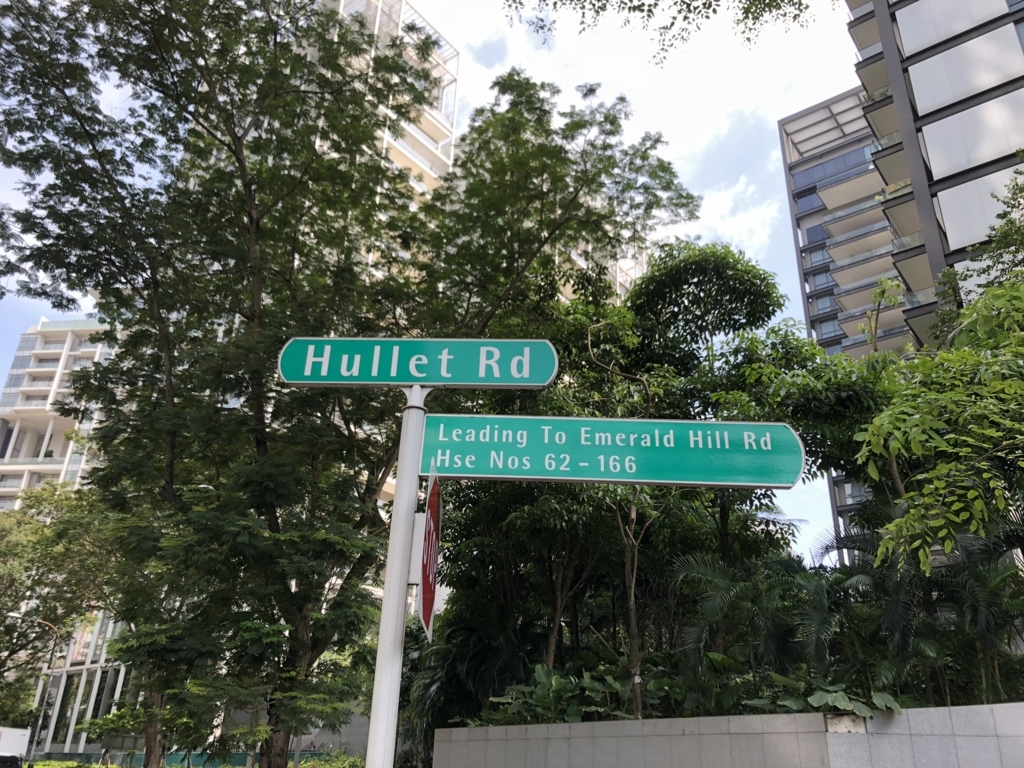 Hullet Rd
Leading To Emerald Hill Rd
Hse Nos 62 - 166